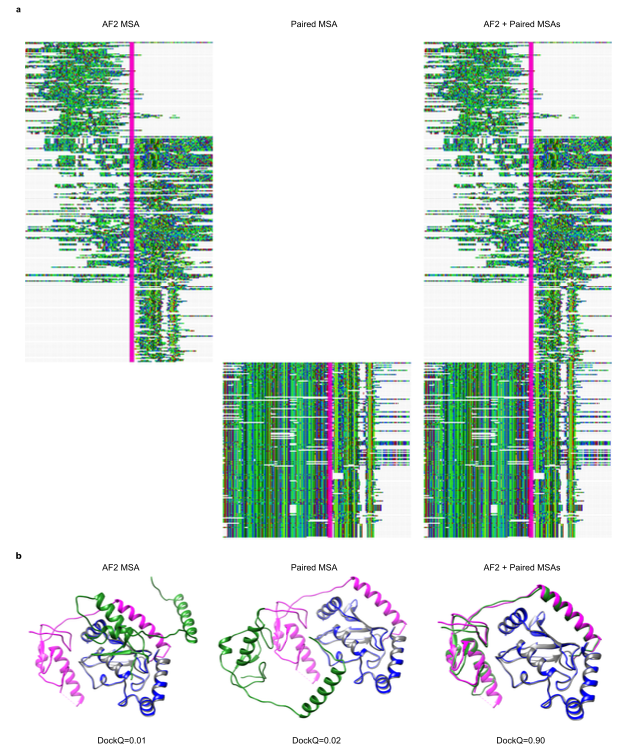 a
AF2 MSA Paired MSA AF2 + Paired MSAs
b
AF2 MSA Paired MSA AF2 + Paired MSAs
DockQ=0.01 DockQ=0.02 DockQ=0.90